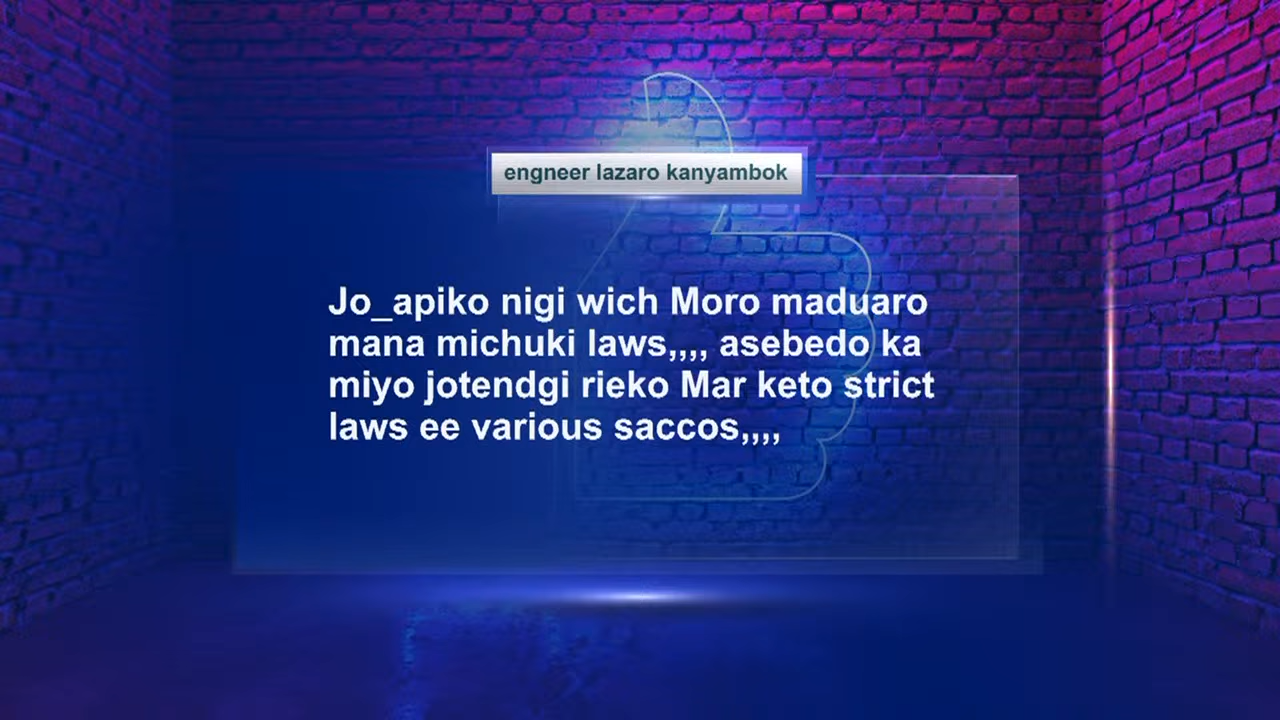 engneer lazaro kanyambok
Jo_apiko nigi wich Moro maduaro
mana michuki laws,,,, asebedo ka
miyo jotendgi rieko Mar keto strict
laws ee various saccos,,,,